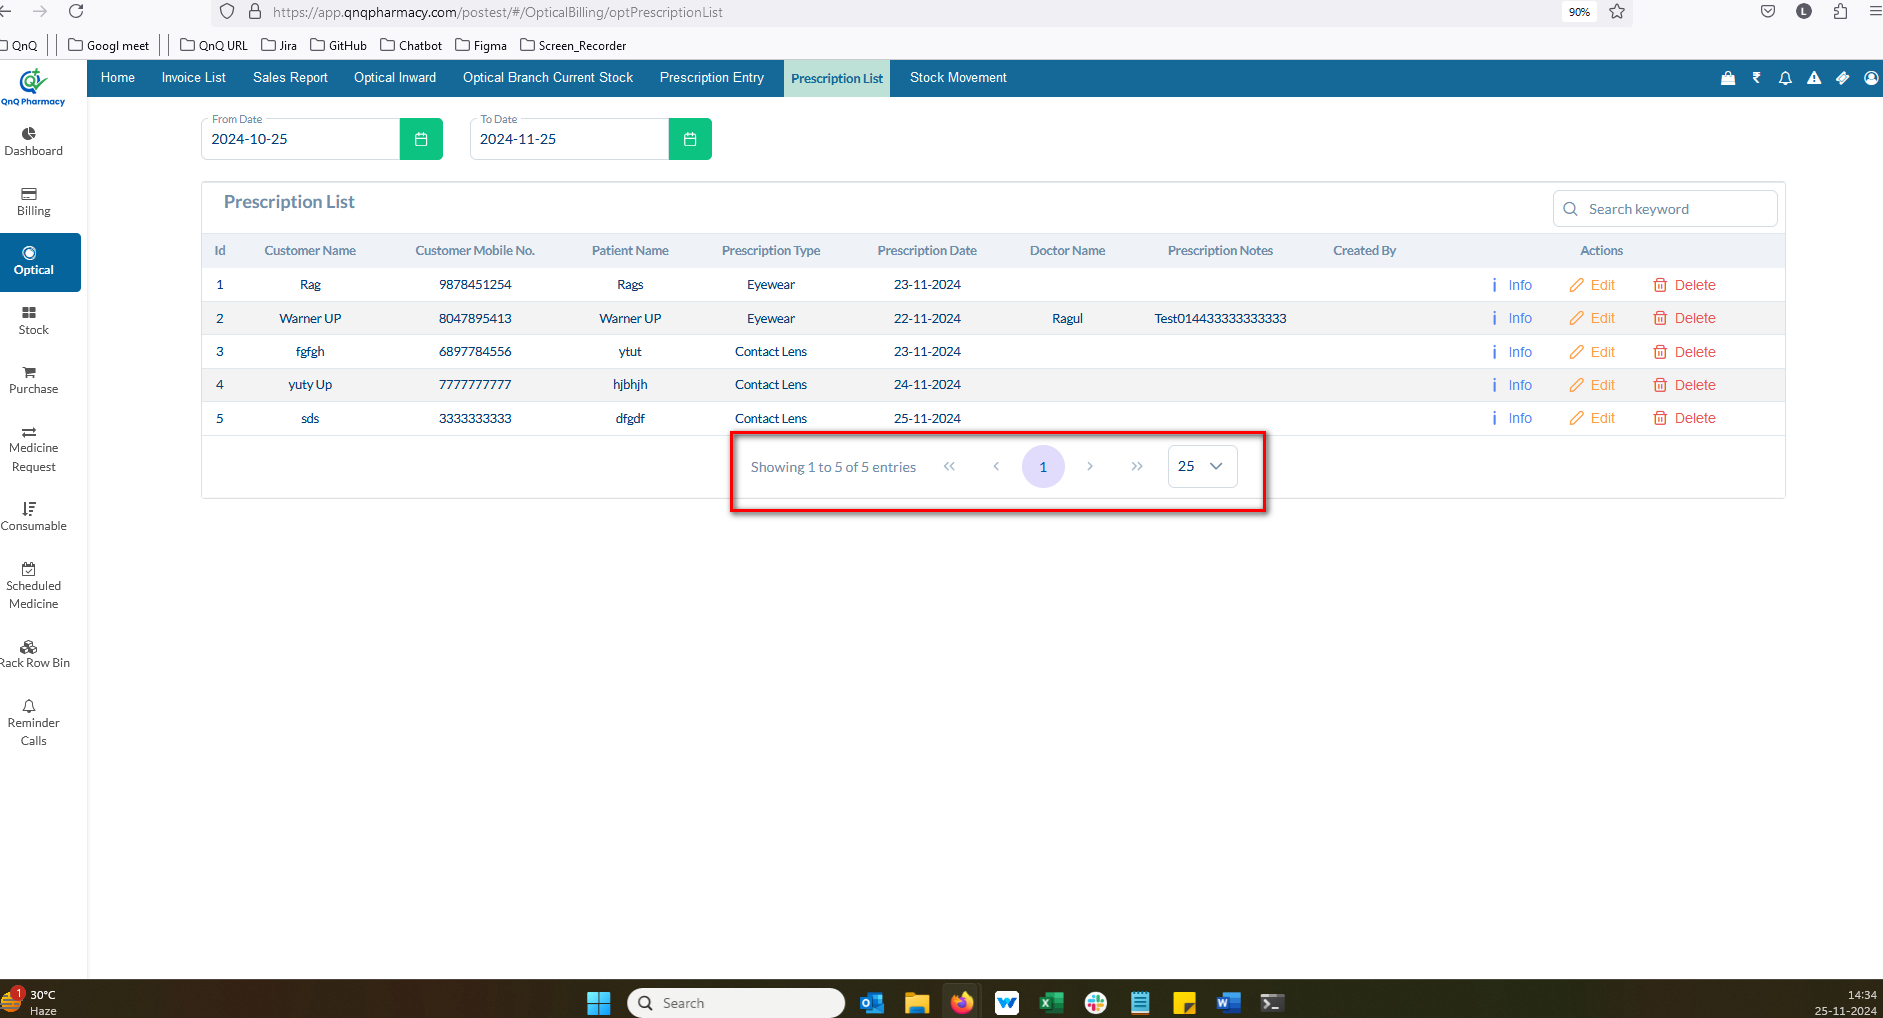 https://app.qnqpharmacy.com/postest/#/OpticalBilling/optPrescriptionList
90%
L
QnQ
Googl meet
QnQ URL
Jira
GitHub
Chatbot
Figma
Screen_Recorder
QnQ Pharmacy
Home
Invoice List
Sales Report
Optical Inward
Optical Branch Current Stock
Prescription Entry
Prescription List
Stock Movement
Dashboard
Billing
Optical
Stock
Purchase
Medicine
Request
Consumable
Scheduled
Medicine
Rack Row Bin
Reminder
Calls
From Date
2024-10-25
To Date
2024-11-25
Prescription List
Search keyword
Id Customer Name Customer Mobile No. Patient Name Prescription Type Prescription Date Doctor Name Prescription Notes Created By Actions
1 Rag 9878451254 Rags Eyewear 23-11-2024 i Info Edit Delete
2 Warner UP 8047895413 Warner UP Eyewear 22-11-2024 Ragul Test014433333333333 i Info Edit Delete
3 fgfgh 6897784556 ytut Contact Lens 23-11-2024 i Info Edit Delete
4 yuty Up 7777777777 hjbhjh Contact Lens 24-11-2024 i Info Edit Delete
5 sds 3333333333 dfgdf Contact Lens 25-11-2024 i Info Edit Delete
Showing 1 to 5 of 5 entries << < 1 > >> 25
1
30°C
Haze
Search
14:34
25-11-2024